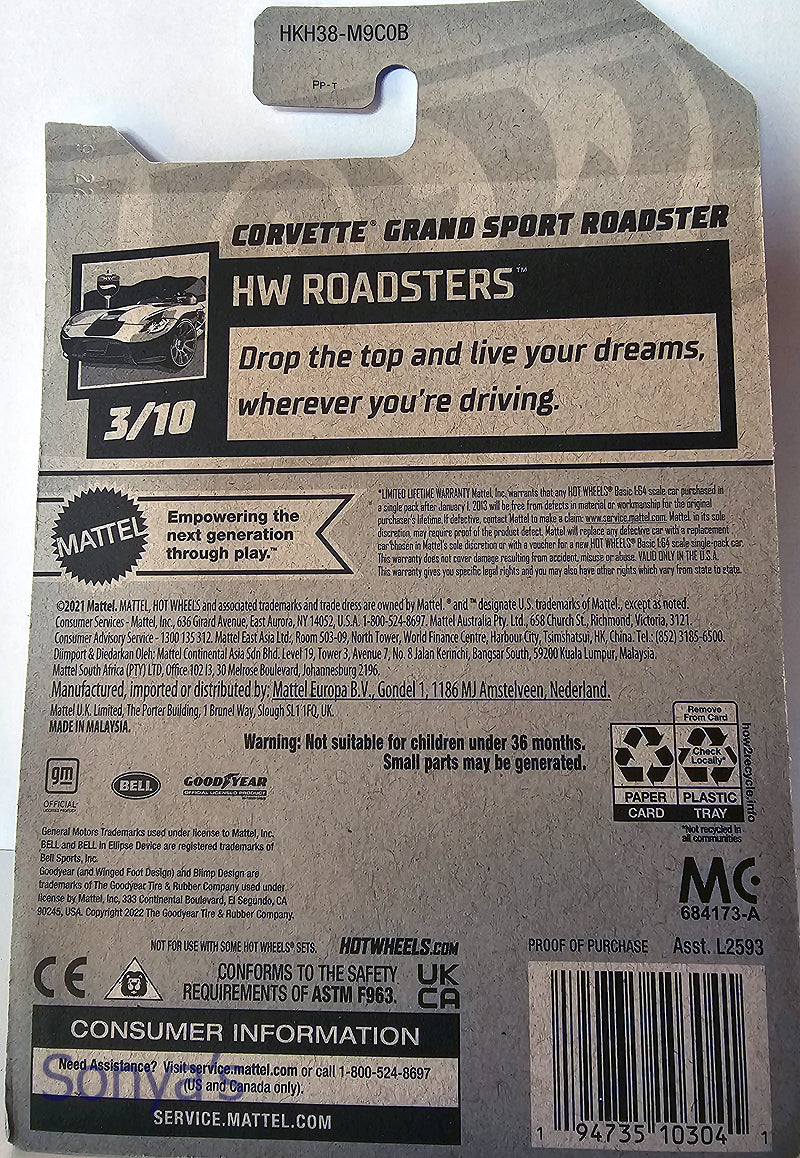 HKH38-M9C0B
PP-T
CORVETTE® GRAND SPORT ROADSTER
HW ROADSTERS™
Drop the top and live your dreams,
wherever you're driving.
3/10
MATTEL
Empowering the
next generation
through play.™
*LIMITED LIFETIME WARRANTY Mattel, Inc. warrants that any HOT WHEELS® Basic 1:64 scale car purchased in
a single pack after January 1, 2013 will be free from defects in material or workmanship for the original
purchaser's lifetime. If defective, contact Mattel to make a claim: www.service.mattel.com. Mattel, in its sole
discretion, may require proof of the product defect. Mattel will replace any defective car with a replacement
car chosen in Mattel's sole discretion or with a voucher for a new HOT WHEELS® Basic 1:64 scale single-pack car.
This warranty does not cover damage resulting from accident, misuse or abuse. VALID ONLY IN THE U.S.A.
This warranty gives you specific legal rights and you may also have other rights which vary from state to state.
©2021 Mattel. MATTEL, HOT WHEELS and associated trademarks and trade dress are owned by Mattel. ® and ™ designate U.S. trademarks of Mattel, except as noted.
Consumer Services - Mattel, Inc., 636 Girard Avenue, East Aurora, NY 14052, U.S.A. 1-800-524-8697. Mattel Australia Pty. Ltd., 658 Church St., Richmond, Victoria, 3121.
Consumer Advisory Service - 1300 135 312. Mattel East Asia Ltd., Room 503-09, North Tower, World Finance Centre, Harbour City, Tsimshatsui, HK, China. Tel.: (852) 3185-6500.
Diimport & Diedarkan Oleh: Mattel Continental Asia Sdn Bhd. Level 19, Tower 3, Avenue 7, No. 8 Jalan Kerinchi, Bangsar South, 59200 Kuala Lumpur, Malaysia.
Mattel South Africa (PTY) LTD, Office 102 I3, 30 Melrose Boulevard, Johannesburg 2196.
Manufactured, imported or distributed by: Mattel Europa B.V., Gondel 1, 1186 MJ Amstelveen, Nederland.
Mattel U.K. Limited, The Porter Building, 1 Brunel Way, Slough SL1 1FQ, UK.
MADE IN MALAYSIA.
Warning: Not suitable for children under 36 months.
Small parts may be generated.
Remove
From Card
Check
Locally*
PAPER
PLASTIC
CARD
TRAY
how2recycle.info
*Not recycled in
all communities
gm
OFFICIAL
LICENSED PRODUCT
BELL
GOODYEAR
OFFICIAL LICENSED PRODUCT
General Motors Trademarks used under license to Mattel, Inc.
BELL and BELL in Ellipse Device are registered trademarks of
Bell Sports, Inc.
Goodyear (and Winged Foot Design) and Blimp Design are
trademarks of The Goodyear Tire & Rubber Company used under
license by Mattel, Inc. 333 Continental Boulevard, El Segundo, CA
90245, USA. Copyright 2022 The Goodyear Tire & Rubber Company.
MC
684173-A
NOT FOR USE WITH SOME HOT WHEELS® SETS.
HOTWHEELS.COM
PROOF OF PURCHASE
Asst. L2593
CE
CONFORMS TO THE SAFETY
REQUIREMENTS OF ASTM F963.
UK
CA
CONSUMER INFORMATION
Need Assistance? Visit service.mattel.com or call 1-800-524-8697
(US and Canada only).
SERVICE.MATTEL.COM
Sonya's
1 94735 10304 1